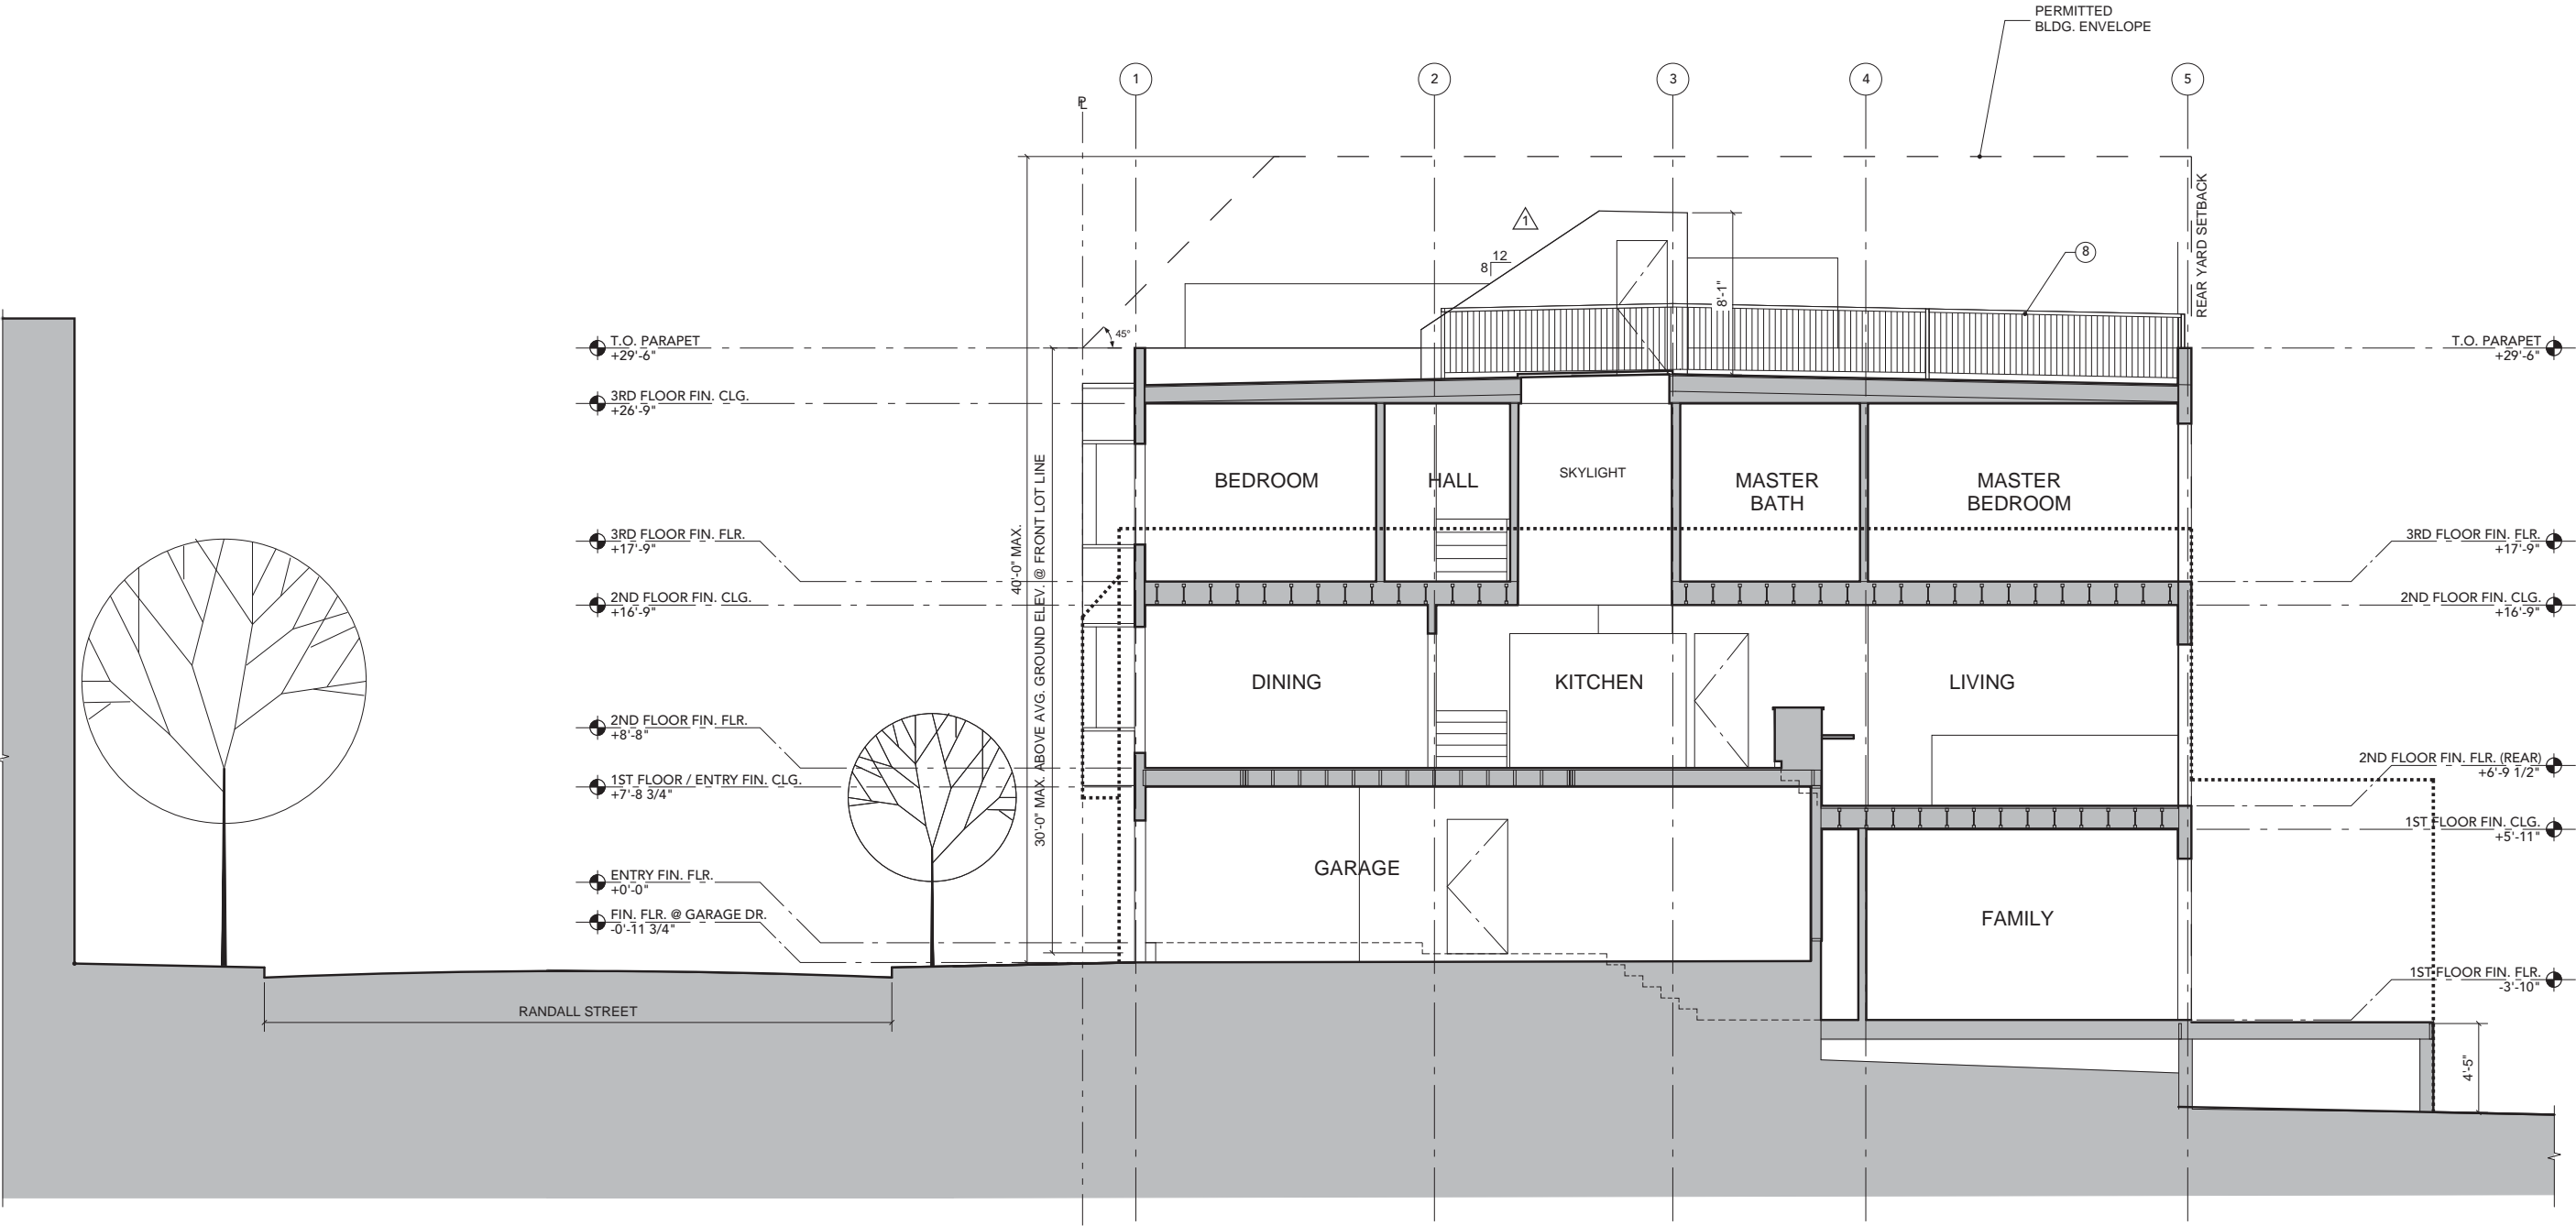 PERMITTED
BLDG. ENVELOPE
1
2
3
4
5
PL
REAR YARD SETBACK
1
12
8
8
8'-1"
45°
T.O. PARAPET
+29'-6"
T.O. PARAPET
+29'-6"
3RD FLOOR FIN. CLG.
+26'-9"
40'-0" MAX.
30'-0" MAX. ABOVE AVG. GROUND ELEV. @ FRONT LOT LINE
BEDROOM
HALL
SKYLIGHT
MASTER
BATH
MASTER
BEDROOM
3RD FLOOR FIN. FLR.
+17'-9"
3RD FLOOR FIN. FLR.
+17'-9"
2ND FLOOR FIN. CLG.
+16'-9"
2ND FLOOR FIN. CLG.
+16'-9"
DINING
KITCHEN
LIVING
2ND FLOOR FIN. FLR.
+8'-8"
2ND FLOOR FIN. FLR. (REAR)
+6'-9 1/2"
1ST FLOOR / ENTRY FIN. CLG.
+7'-8 3/4"
1ST FLOOR FIN. CLG.
+5'-11"
GARAGE
ENTRY FIN. FLR.
+0'-0"
FIN. FLR. @ GARAGE DR.
-0'-11 3/4"
FAMILY
1ST FLOOR FIN. FLR.
-3'-10"
RANDALL STREET
4'-5"